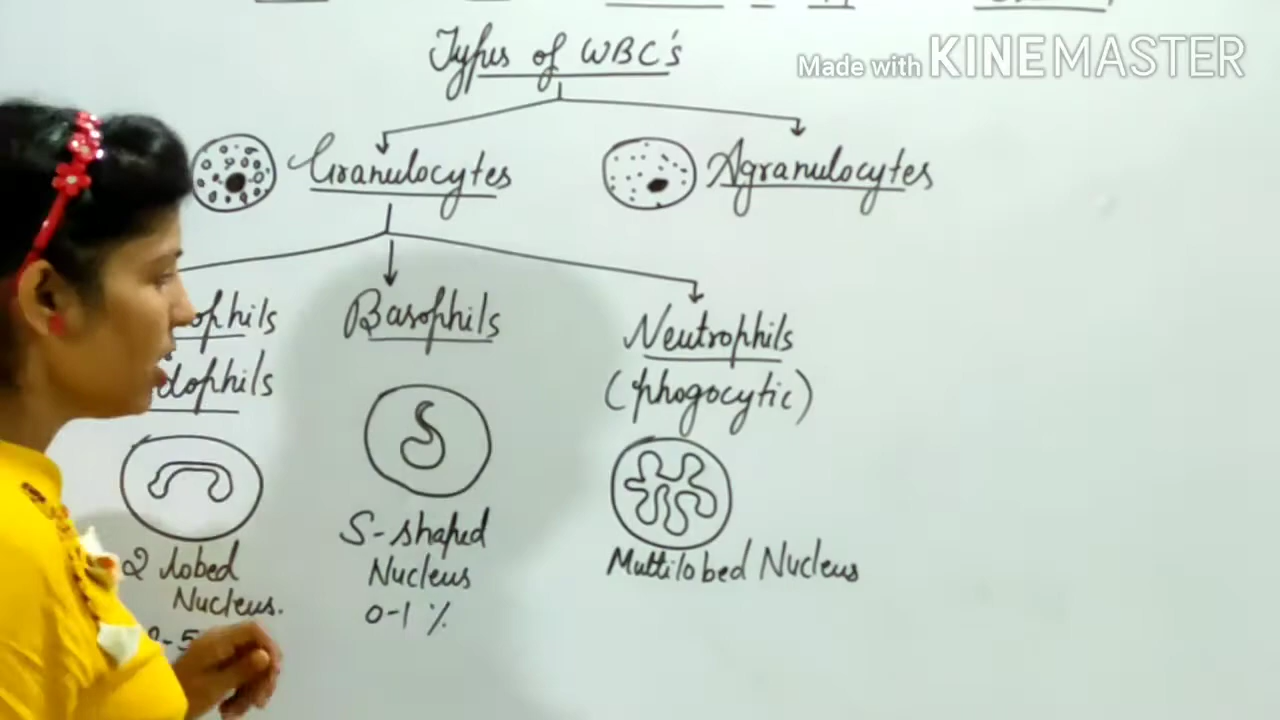 Types of WBC's
Made with KINEMASTER
Granulocytes
Agranulocytes
Basophils
Neutrophils
(phogocytic)
2 lobed
Nucleus.
S-shaped
Nucleus
0-1 %
Multilobed Nucleus